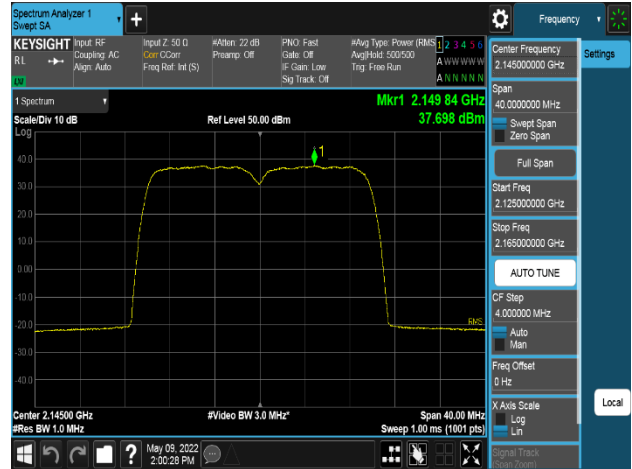 Spectrum Analyzer 1
Swept SA
Frequency
KEYSIGHT
Input: RF
Input Z: 50 Ω
#Atten: 22 dB
PNO: Fast
#Avg Type: Power (RMS
1 2 3 4 5 6
RL
Coupling: AC
Corr CCorr
Preamp: Off
Gate: Off
Avg|Hold: 500/500
A WW WWW
Align: Auto
Freq Ref: Int (S)
IF Gain: Low
Trig: Free Run
Sig Track: Off
A N N N N N
1 Spectrum
Mkr1 2.149 84 GHz
Scale/Div 10 dB
Ref Level 50.00 dBm
37.698 dBm
Log
1
40.0
30.0
20.0
10.0
0.00
-10.0
-20.0
RMS
-30.0
-40.0
Center 2.14500 GHz
#Video BW 3.0 MHz*
Span 40.00 MHz
#Res BW 1.0 MHz
Sweep 1.00 ms (1001 pts)
?
May 09, 2022
2:00:28 PM
Center Frequency
2.145000000 GHz
Settings
Span
40.0000000 MHz
Swept Span
Zero Span
Full Span
Start Freq
2.125000000 GHz
Stop Freq
2.165000000 GHz
AUTO TUNE
CF Step
4.000000 MHz
Auto
Man
Freq Offset
0 Hz
X Axis Scale
Log
Lin
Local
Signal Track
(Span Zoom)